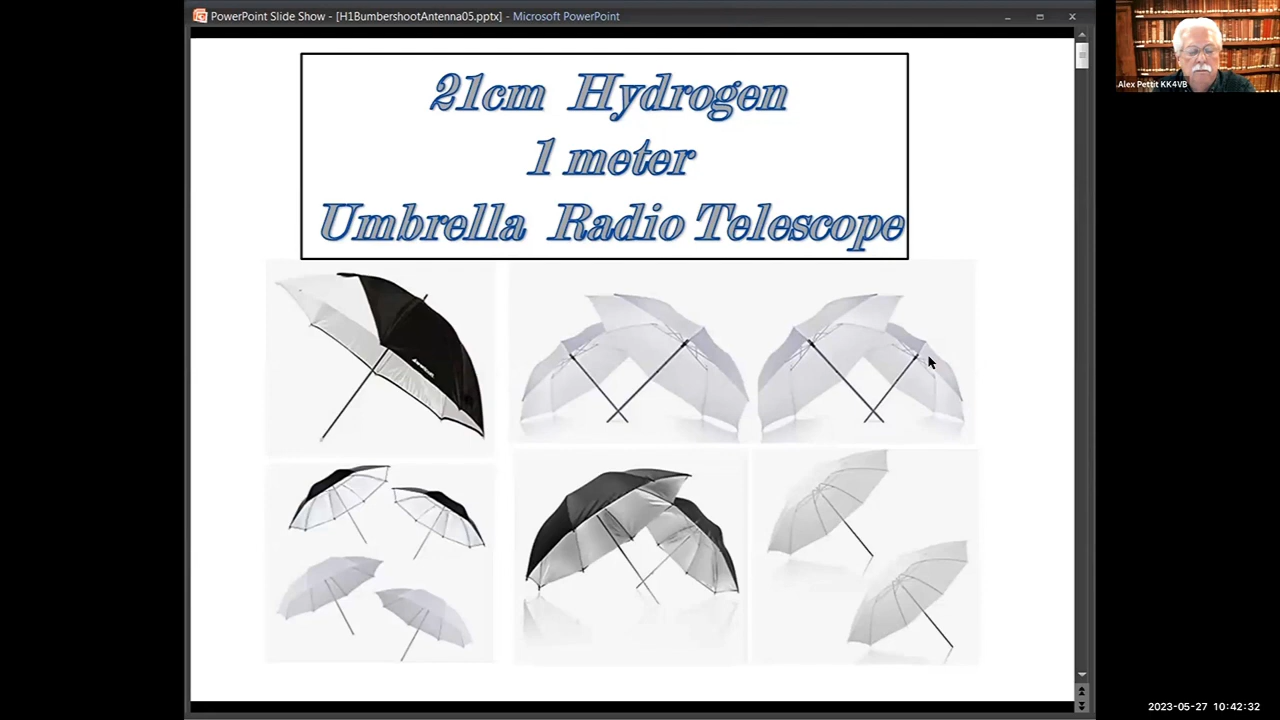 PowerPoint Slide Show - [H1BumbershootAntenna05.pptx] - Microsoft PowerPoint
Alex Pettit KK4VB
21cm Hydrogen
1 meter
Umbrella Radio Telescope
2023-05-27 10:42:32